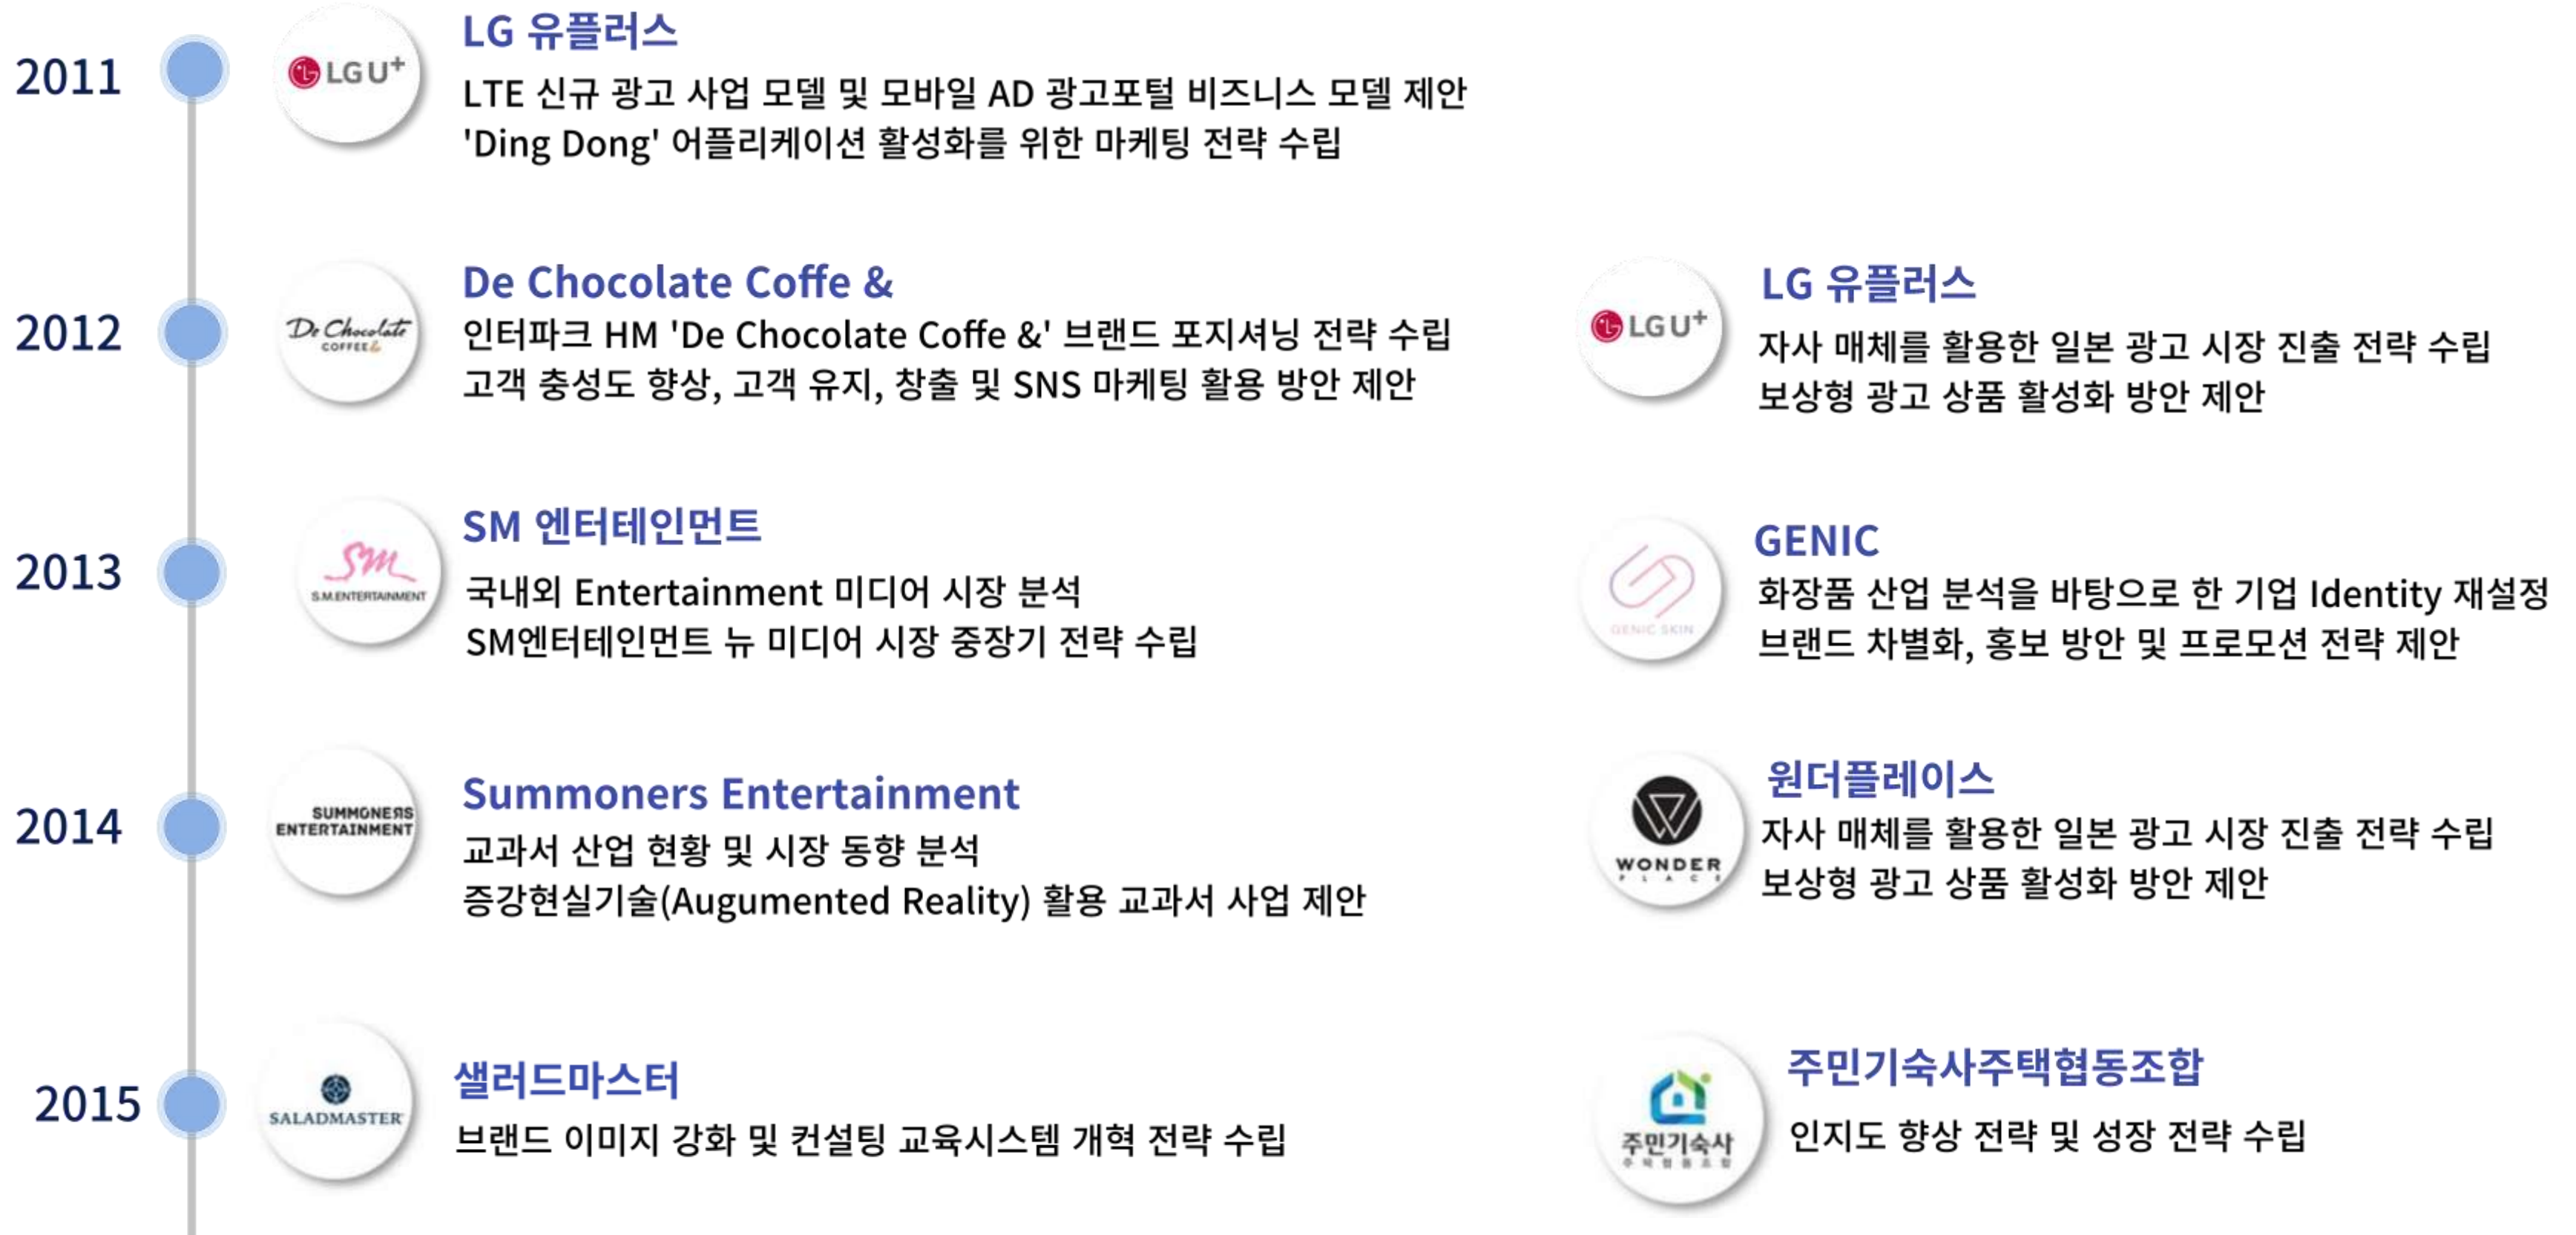 2011
LG U+
LG 유플러스
LTE 신규 광고 사업 모델 및 모바일 AD 광고포털 비즈니스 모델 제안
'Ding Dong' 어플리케이션 활성화를 위한 마케팅 전략 수립
2012
De Chocolate
COFFEE&
De Chocolate Coffe &
인터파크 HM 'De Chocolate Coffe &' 브랜드 포지셔닝 전략 수립
고객 충성도 향상, 고객 유지, 창출 및 SNS 마케팅 활용 방안 제안
LG U+
LG 유플러스
자사 매체를 활용한 일본 광고 시장 진출 전략 수립
보상형 광고 상품 활성화 방안 제안
2013
SM
S.M.ENTERTAINMENT
SM 엔터테인먼트
국내외 Entertainment 미디어 시장 분석
SM엔터테인먼트 뉴 미디어 시장 중장기 전략 수립
GENIC SKIN
GENIC
화장품 산업 분석을 바탕으로 한 기업 Identity 재설정
브랜드 차별화, 홍보 방안 및 프로모션 전략 제안
2014
SUMMONERS
ENTERTAINMENT
Summoners Entertainment
교과서 산업 현황 및 시장 동향 분석
증강현실기술(Augumented Reality) 활용 교과서 사업 제안
WONDER
PLACE
원더플레이스
자사 매체를 활용한 일본 광고 시장 진출 전략 수립
보상형 광고 상품 활성화 방안 제안
2015
SALADMASTER
샐러드마스터
브랜드 이미지 강화 및 컨설팅 교육시스템 개혁 전략 수립
주민기숙사
주택협동조합
주민기숙사주택협동조합
인지도 향상 전략 및 성장 전략 수립